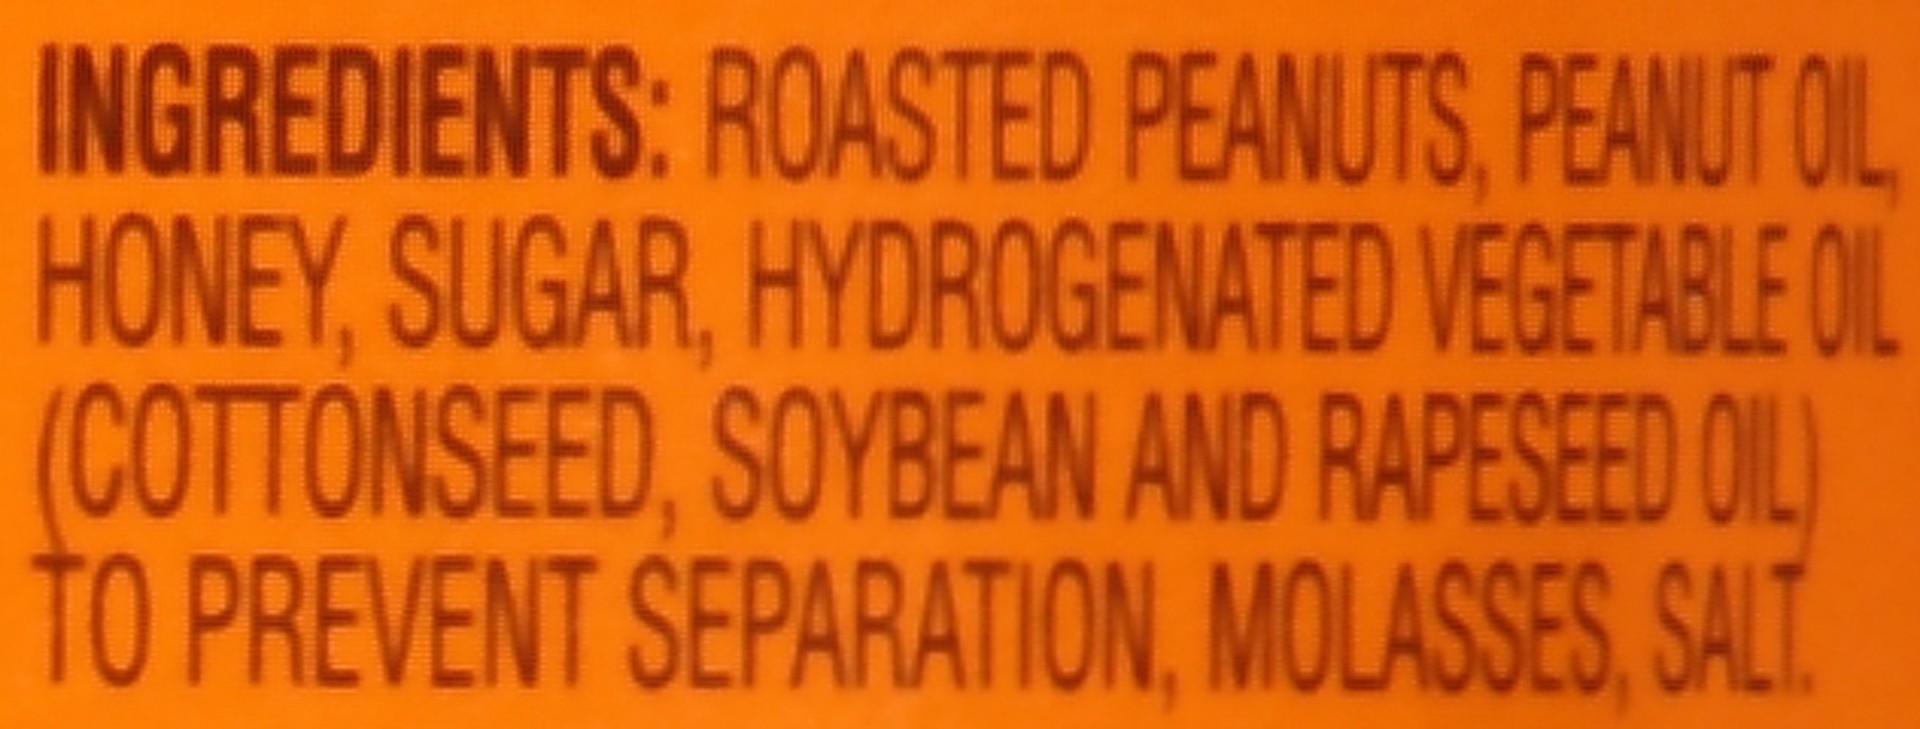 INGREDIENTS: ROASTED PEANUTS, PEANUT OIL,
HONEY, SUGAR, HYDROGENATED VEGETABLE OIL
(COTTONSEED, SOYBEAN AND RAPESEED OIL)
TO PREVENT SEPARATION, MOLASSES, SALT.